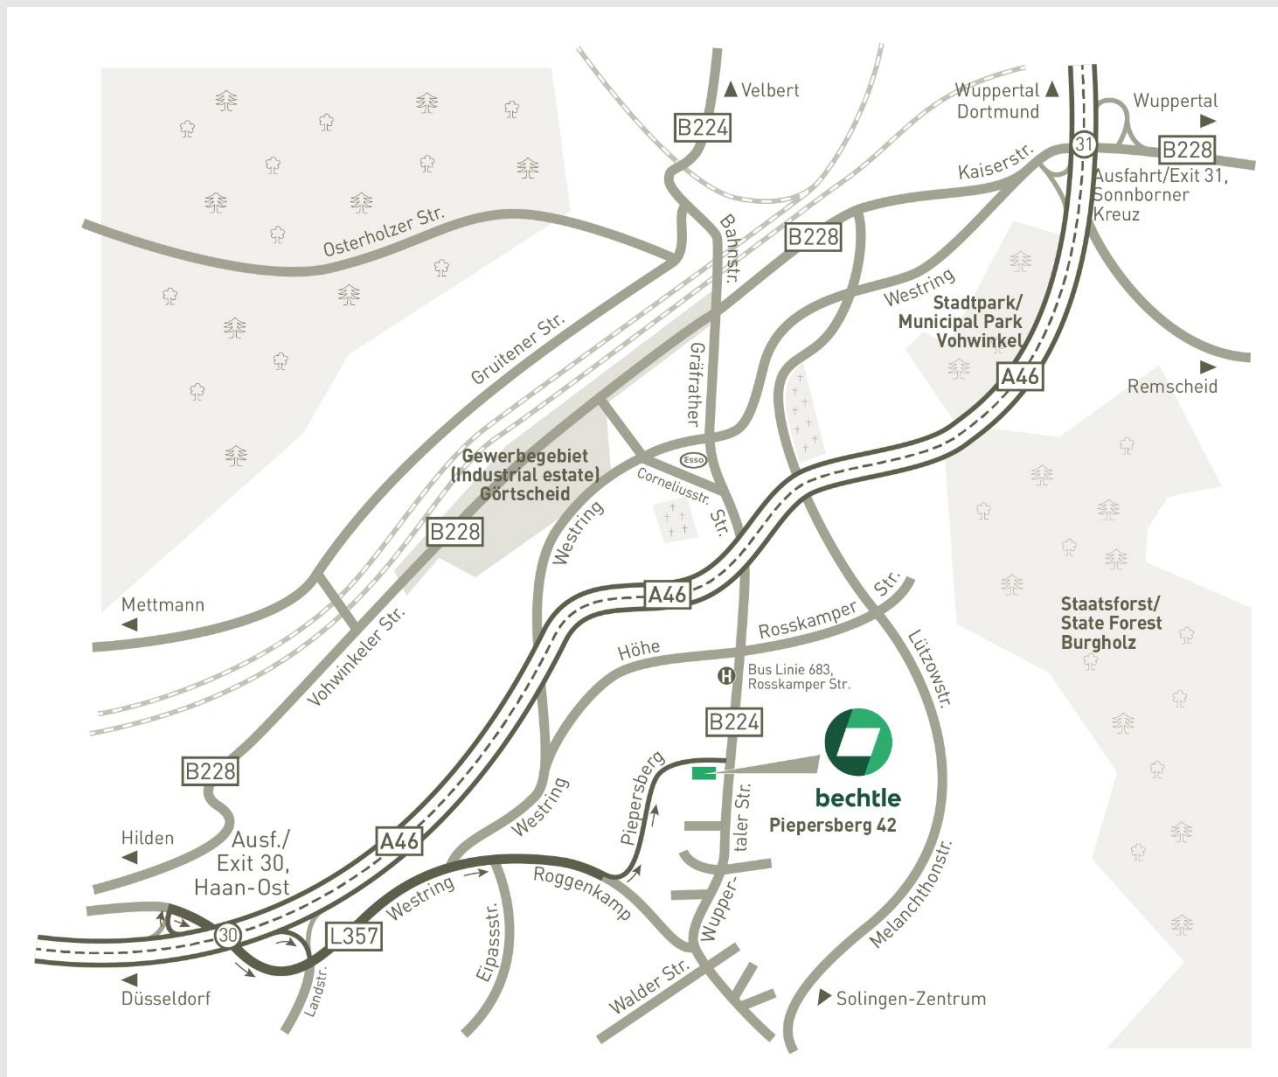 Velbert
Wuppertal
Dortmund
Wuppertal
B224
31
B228
Kaiserstr.
Ausfahrt/Exit 31,
Sonnborner
Kreuz
Osterholzer Str.
Bahnstr.
B228
Westring
Stadtpark/
Municipal Park
Vohwinkel
Gruitener Str.
Gräfrather
A46
Remscheid
Gewerbegebiet
(Industrial estate)
Görtscheid
Esso
Corneliusstr.
Str.
B228
Westring
A46
Mettmann
Vohwinkeler Str.
Höhe
Rosskamper
Str.
Staatsforst/
State Forest
Burgholz
Lützowstr.
H
Bus Linie 683,
Rosskamper Str.
B224
B228
Piepersberg
bechtle
Piepersberg 42
Westring
taler Str.
Hilden
Ausf./
Exit 30,
Haan-Ost
A46
Westring
Roggenkamp
Wupper-
Melanchthonstr.
30
L357
Eipassstr.
Landstr.
Walder Str.
Düsseldorf
Solingen-Zentrum